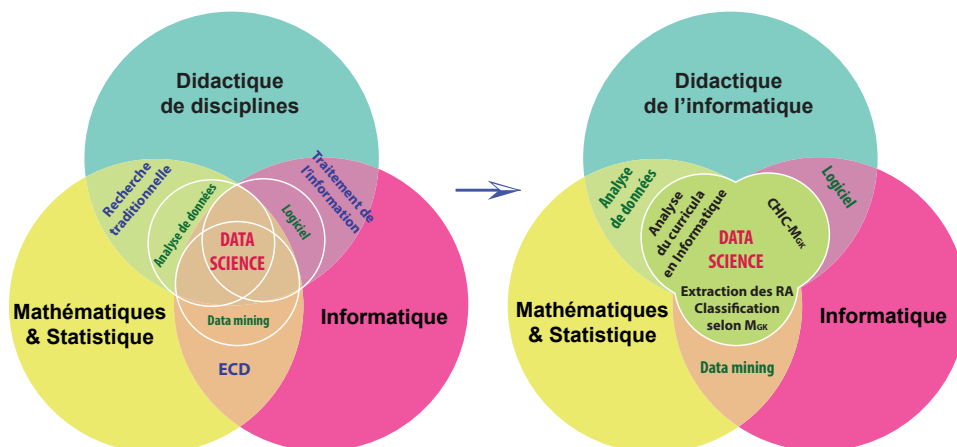 Didactique
de disciplines
Recherche
traditionnelle
Traitement de
l'information
Analyse de données
Logiciel
DATA
SCIENCE
Mathématiques
& Statistique
Informatique
Data mining
ECD
Didactique
de l'informatique
Analyse
de données
Analyse
du curricula
en Informatique
CHIC-MGK
Logiciel
DATA
SCIENCE
Extraction des RA
Classification
selon MGK
Mathématiques
& Statistique
Informatique
Data mining